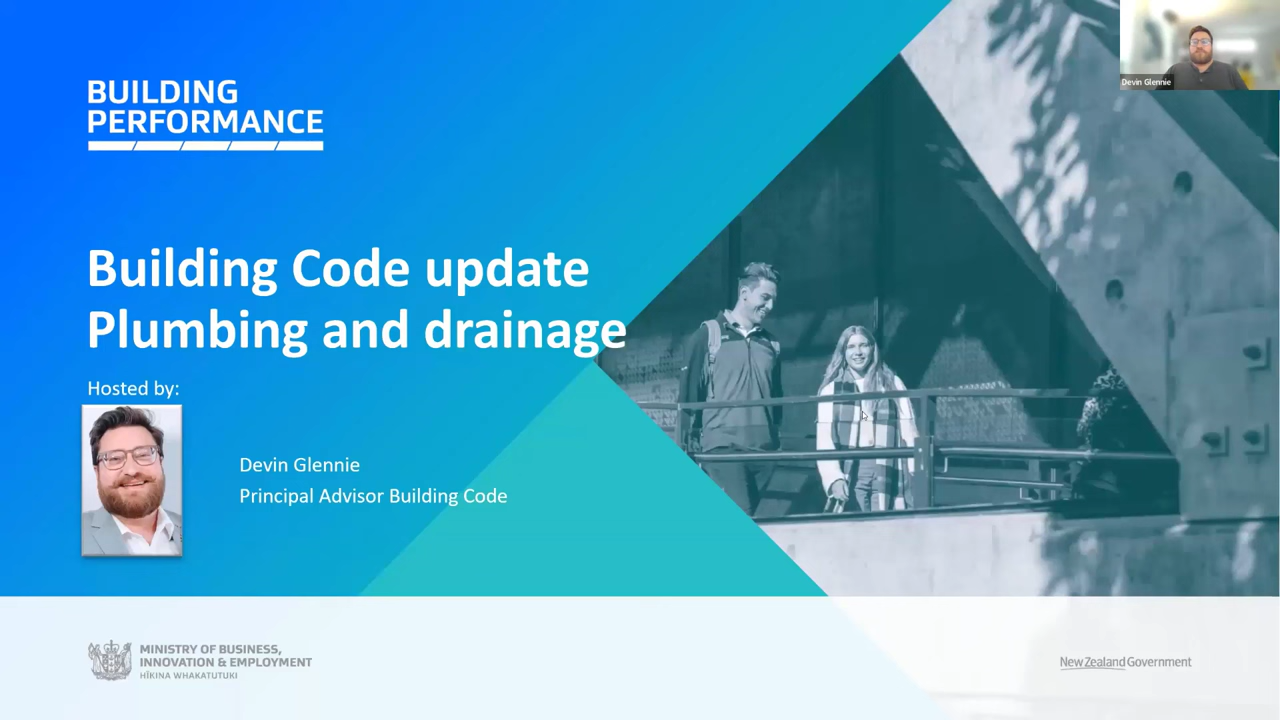 BUILDING
PERFORMANCE
Devin Glennie
Building Code update
Plumbing and drainage
Hosted by:
Devin Glennie
Principal Advisor Building Code
MINISTRY OF BUSINESS,
INNOVATION & EMPLOYMENT
HĪKINA WHAKATUTUKI
New Zealand Government